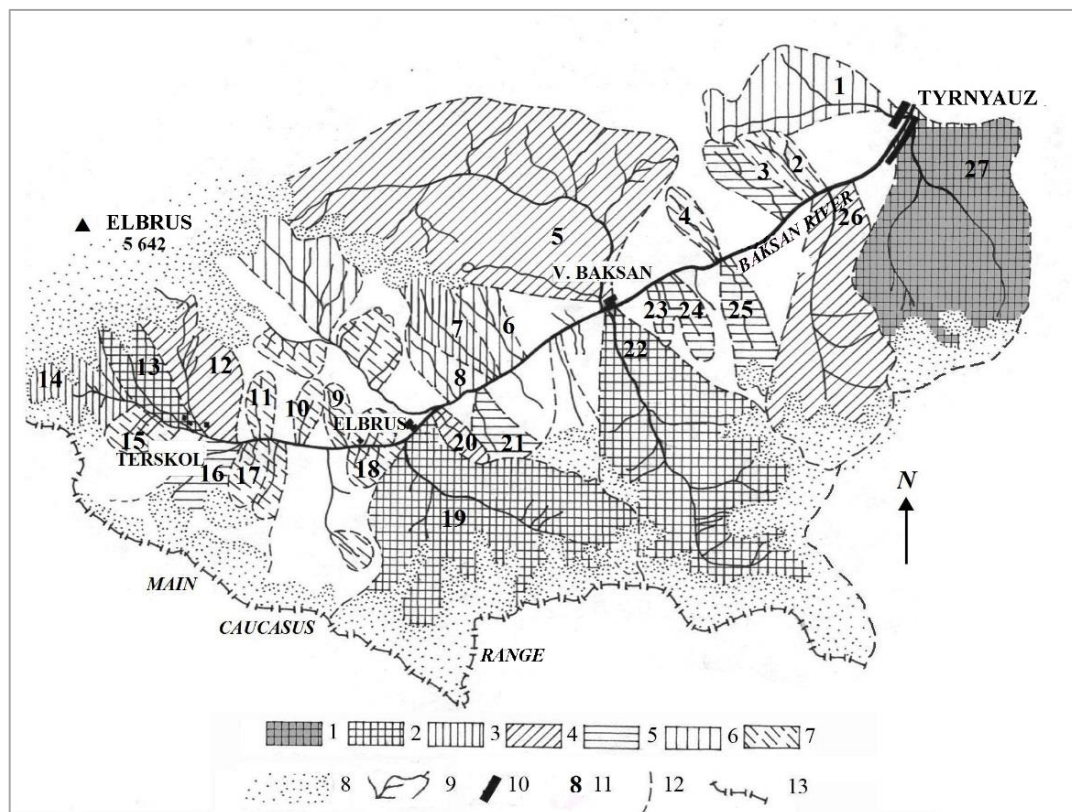 1
TYRNYAUZ
2
3
27
4
26
ELBRUS
5 642
5
BAKSAN RIVER
V. BAKSAN
23
24
25
7
6
22
13
12
14
8
11
10
9
ELBRUS
15
20
21
TERSKOL
16
17
18
19
N
MAIN
CAUCASUS
RANGE
1 2 3 4 5 6 7
8 9 10 8 11 12 13